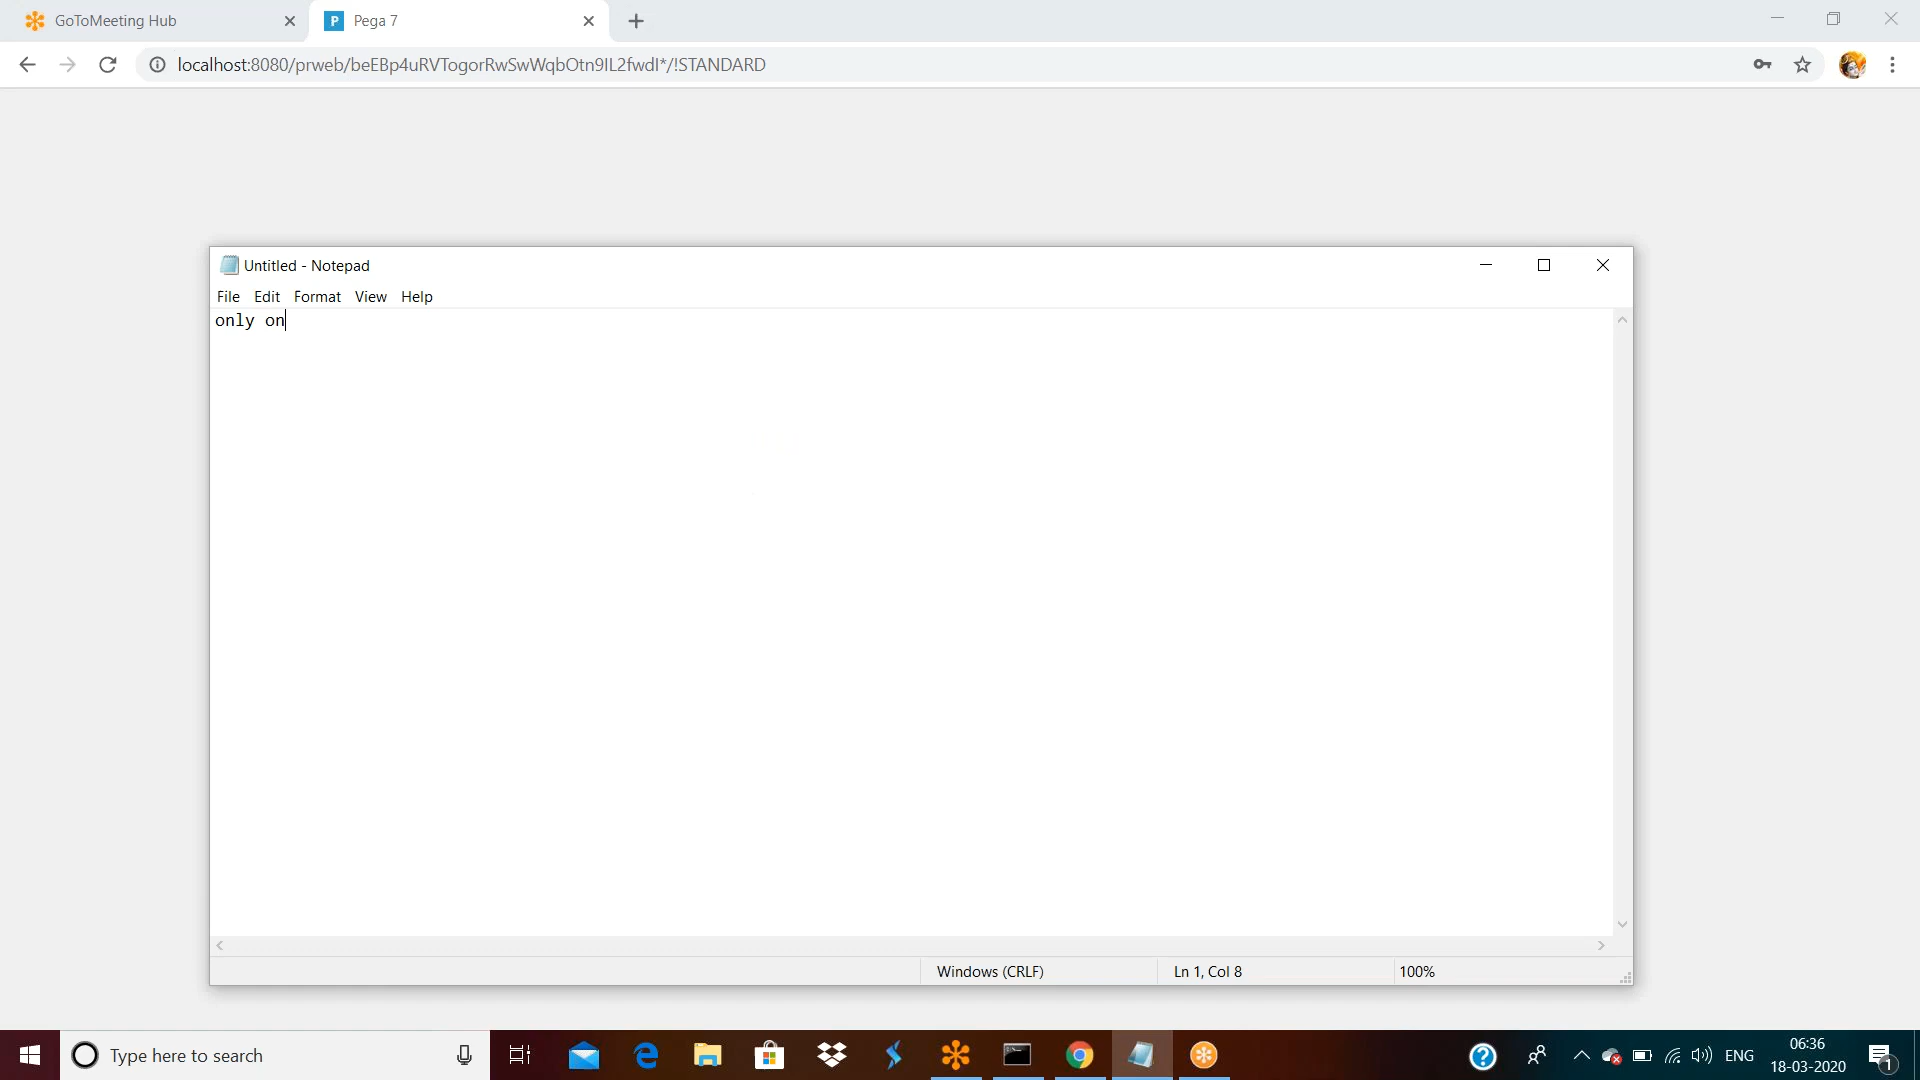 GoToMeeting Hub
Pega 7
localhost:8080/prweb/beEBp4uRVTogorRwSwWqbOtn9IL2fwdI*/!STANDARD
Untitled - Notepad
File Edit Format View Help
only on
Windows (CRLF) Ln 1, Col 8 100%
Type here to search
ENG
06:36
18-03-2020
1